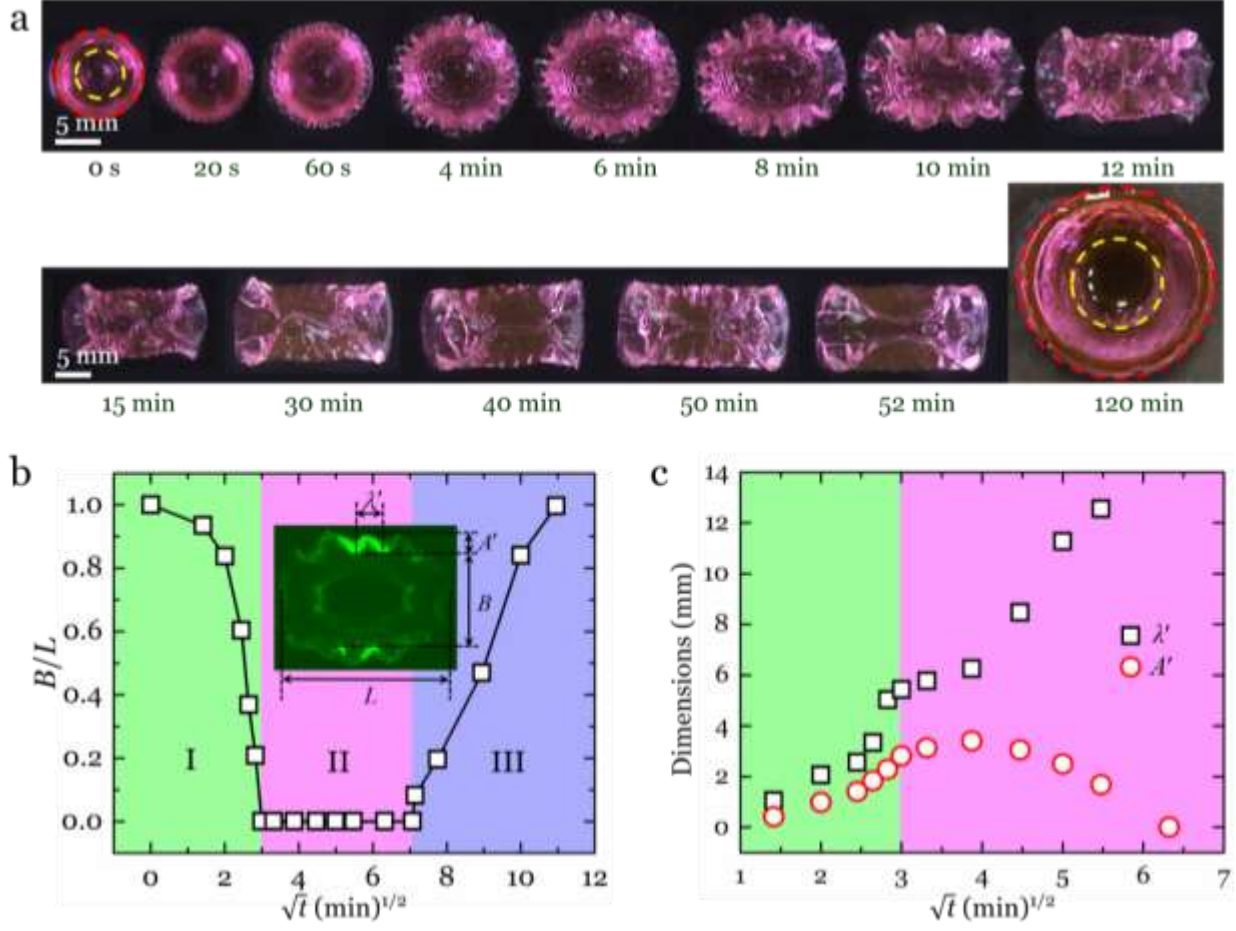 a
5 mm
0 s 20 s 60 s 4 min 6 min 8 min 10 min 12 min
5 mm
15 min 30 min 40 min 50 min 52 min 120 min
b
B/L
1.0
0.8
0.6
0.4
0.2
0.0
I
II
III
λ'
A'
B
L
0 2 4 6 8 10 12
√t (min)^1/2
c
Dimensions (mm)
14
12
10
8
6
4
2
0
λ'
A'
1 2 3 4 5 6 7
√t (min)^1/2